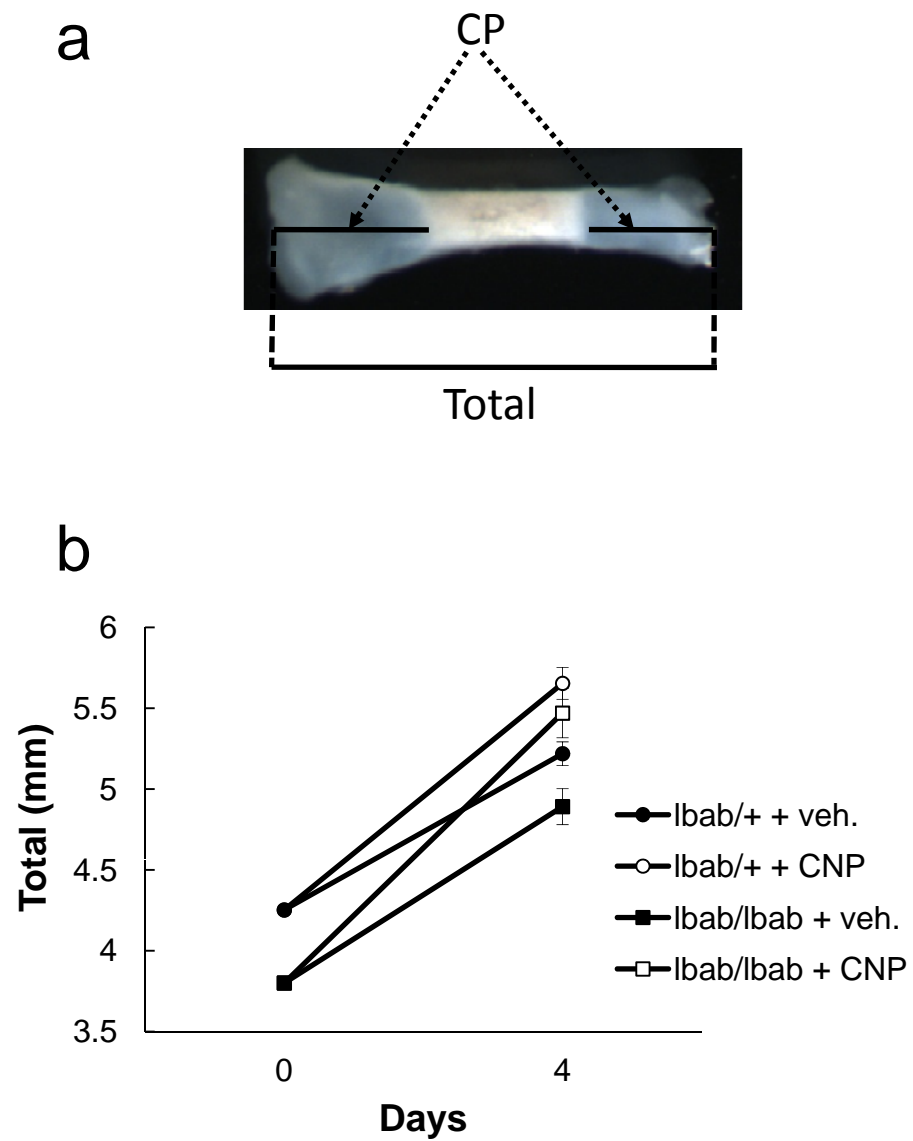 a
CP
Total
b
6
5.5
5
4.5
4
3.5
Total (mm)
0
4
Days
lbab/+ + veh.
lbab/+ + CNP
lbab/lbab + veh.
lbab/lbab + CNP